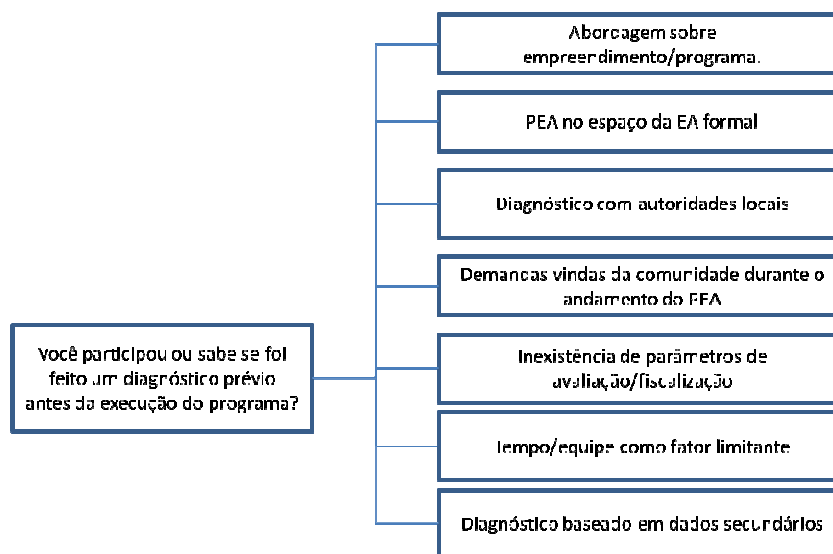 Abordagem sobre
empreendimento/programa.
PEA no espaço da EA formal
Diagnóstico com autoridades locais
Demandas vindas da comunidade durante o
andamento do PEA
Você participou ou sabe se foi
feito um diagnóstico prévio
antes da execução do programa?
Inexistência de parâmetros de
avaliação/fiscalização
Tempo/equipe como fator limitante
Diagnóstico baseado em dados secundários